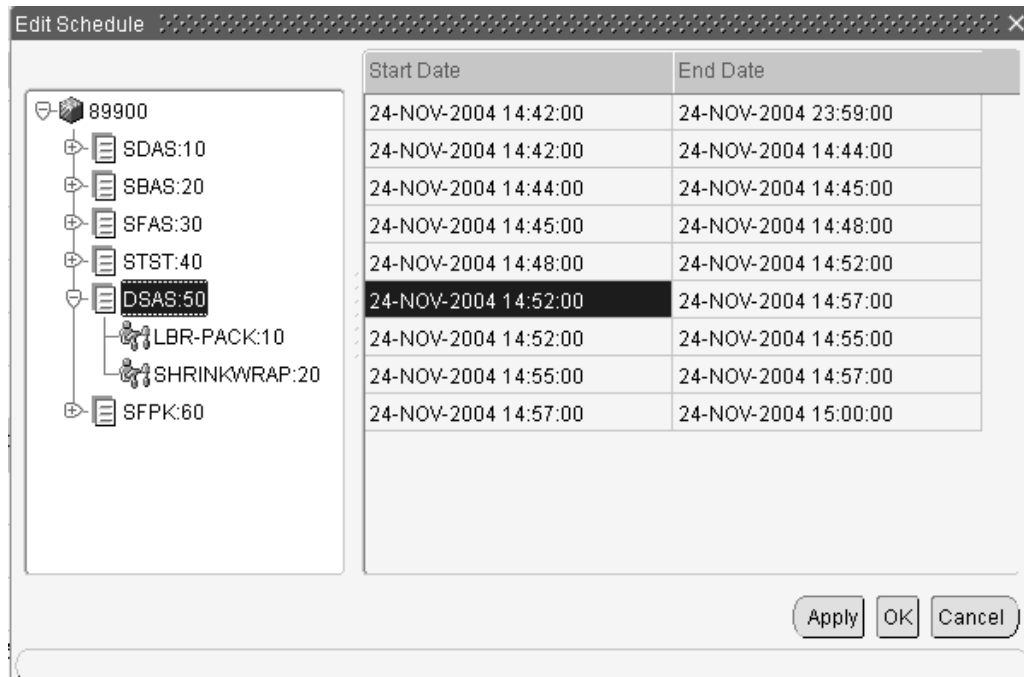 Edit Schedule
Start Date End Date
89900 24-NOV-2004 14:42:00 24-NOV-2004 23:59:00
SDAS:10 24-NOV-2004 14:42:00 24-NOV-2004 14:44:00
SBAS:20 24-NOV-2004 14:44:00 24-NOV-2004 14:45:00
SFAS:30 24-NOV-2004 14:45:00 24-NOV-2004 14:48:00
STST:40 24-NOV-2004 14:48:00 24-NOV-2004 14:52:00
DSAS:50 24-NOV-2004 14:52:00 24-NOV-2004 14:57:00
LBR-PACK:10 24-NOV-2004 14:52:00 24-NOV-2004 14:55:00
SHRINKWRAP:20 24-NOV-2004 14:55:00 24-NOV-2004 14:57:00
SFPK:60 24-NOV-2004 14:57:00 24-NOV-2004 15:00:00
Apply OK Cancel